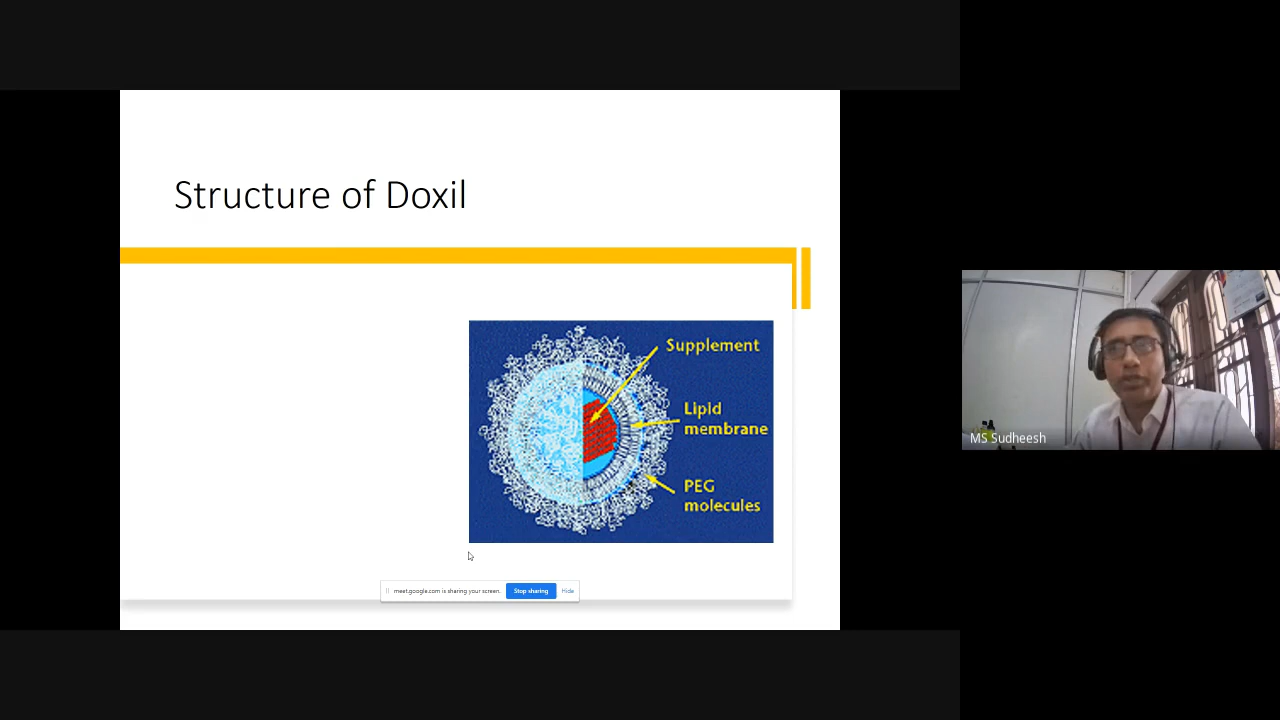 Structure of Doxil
Supplement
Lipid
membrane
PEG
molecules
MS Sudheesh
meet.google.com is sharing your screen.
Stop sharing
Hide